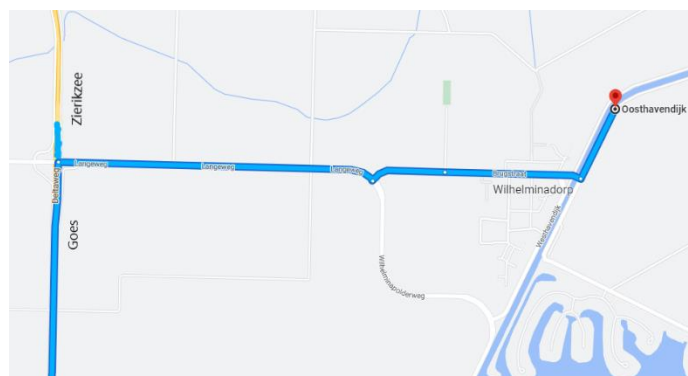 Zierikzee
Oosthavendijk
Langeweg
Langeweg
Langeweg
Deltaweg
Wilhelminadorp
Goes
Westhavendijk
Wilhelminapolderweg